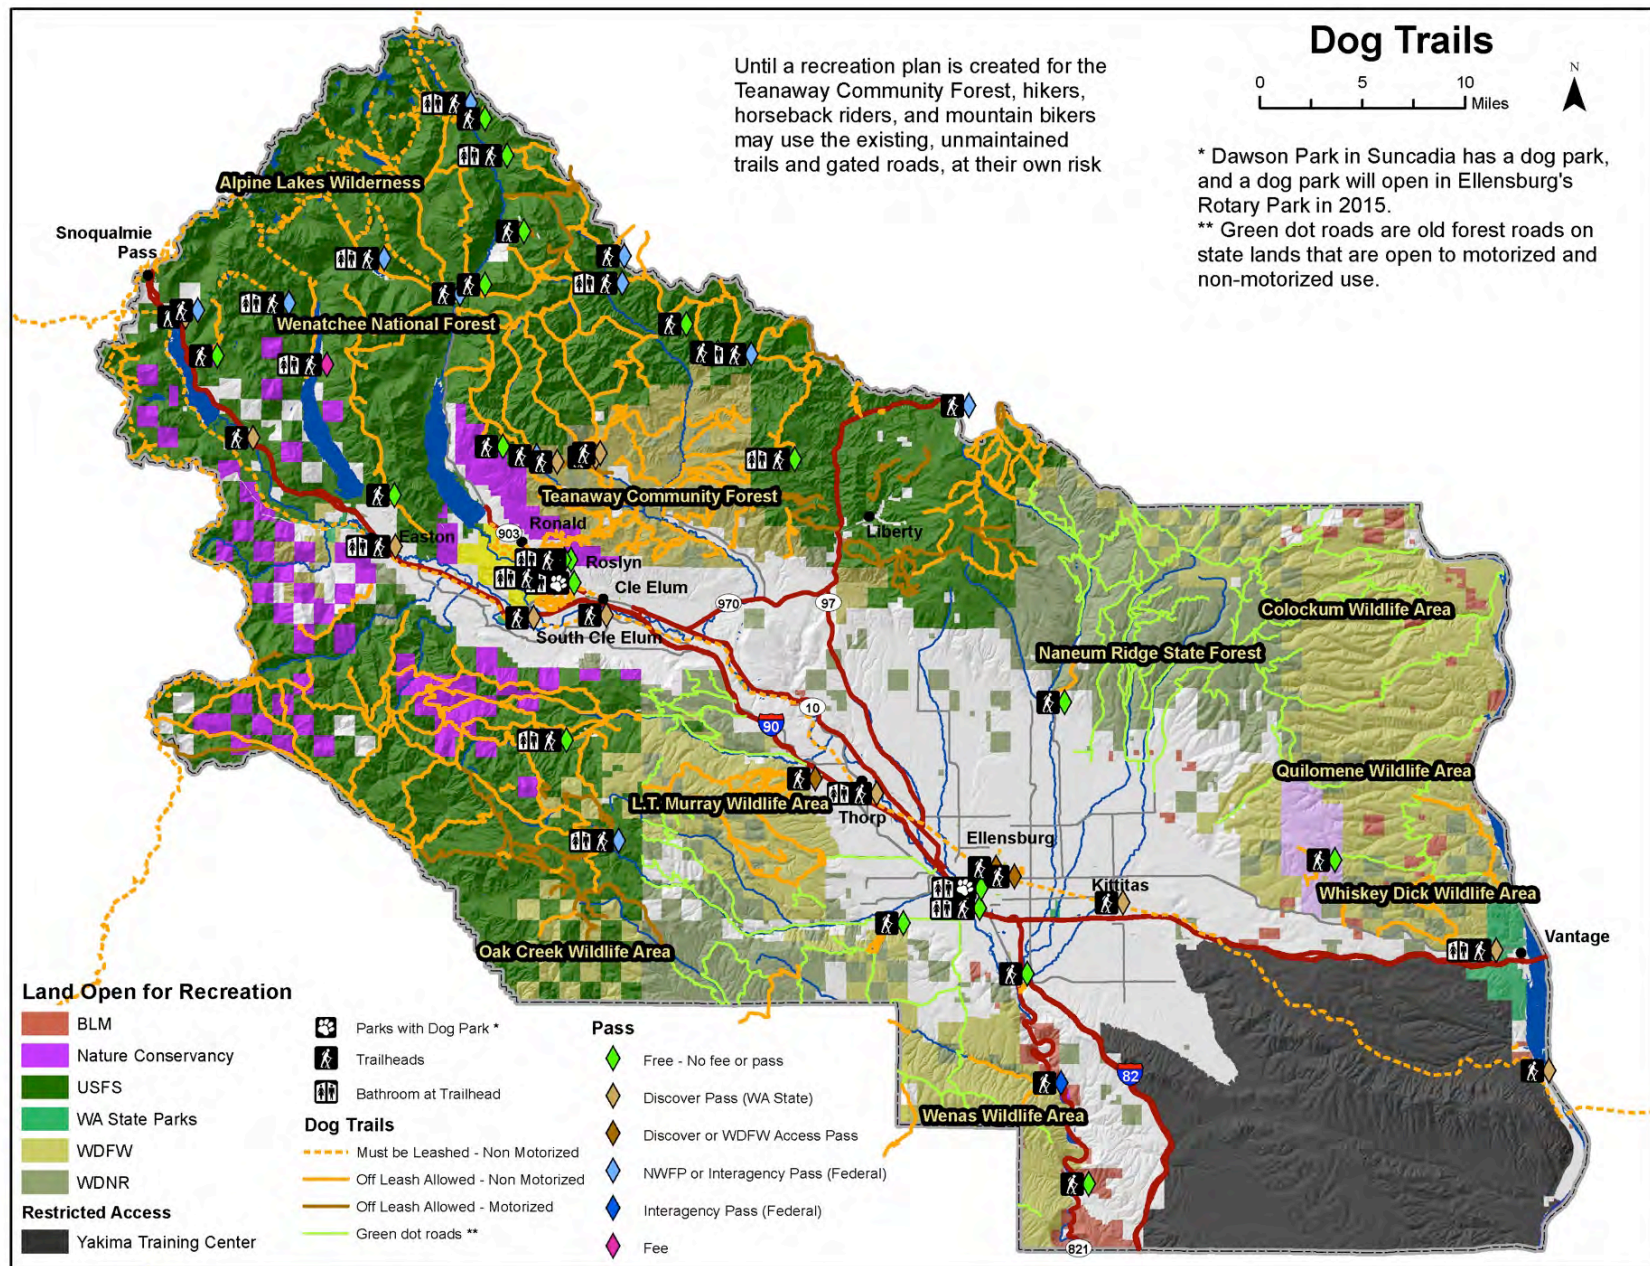 Dog Trails
0 5 10
Miles
N
Until a recreation plan is created for the
Teanaway Community Forest, hikers,
horseback riders, and mountain bikers
may use the existing, unmaintained
trails and gated roads, at their own risk
* Dawson Park in Suncadia has a dog park,
and a dog park will open in Ellensburg's
Rotary Park in 2015.
** Green dot roads are old forest roads on
state lands that are open to motorized and
non-motorized use.
Alpine Lakes Wilderness
Snoqualmie
Pass
Wenatchee National Forest
Teanaway Community Forest
Ronald
903
Easton
Roslyn
Cle Elum
South Cle Elum
970
97
Liberty
Colockum Wildlife Area
Naneum Ridge State Forest
10
90
Quilomene Wildlife Area
L.T. Murray Wildlife Area
Thorp
Ellensburg
Kittitas
Whiskey Dick Wildlife Area
Vantage
Oak Creek Wildlife Area
82
Wenas Wildlife Area
821
Land Open for Recreation
BLM
Nature Conservancy
USFS
WA State Parks
WDFW
WDNR
Restricted Access
Yakima Training Center
Parks with Dog Park *
Trailheads
Bathroom at Trailhead
Dog Trails
Must be Leashed - Non Motorized
Off Leash Allowed - Non Motorized
Off Leash Allowed - Motorized
Green dot roads **
Pass
Free - No fee or pass
Discover Pass (WA State)
Discover or WDFW Access Pass
NWFP or Interagency Pass (Federal)
Interagency Pass (Federal)
Fee